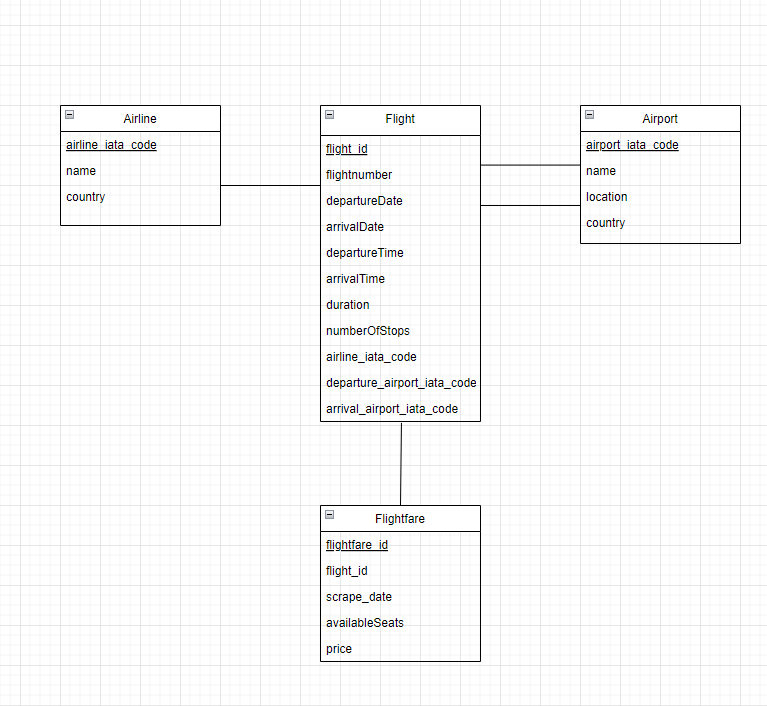 Airline
airline_iata_code
name
country
Flight
flight_id
flightnumber
departureDate
arrivalDate
departureTime
arrivalTime
duration
numberOfStops
airline_iata_code
departure_airport_iata_code
arrival_airport_iata_code
Airport
airport_iata_code
name
location
country
Flightfare
flightfare_id
flight_id
scrape_date
availableSeats
price